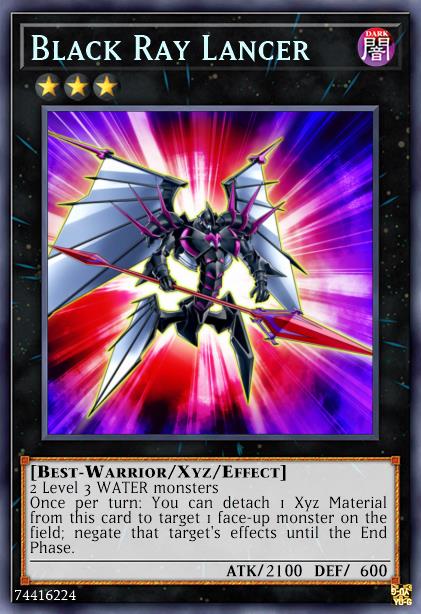 BLACK RAY LANCER
DARK
闇
[BEST-WARRIOR/XYZ/EFFECT]
2 Level 3 WATER monsters
Once per turn: You can detach 1 Xyz Material
from this card to target 1 face-up monster on the
field; negate that target's effects until the End
Phase.
ATK/2100 DEF/ 600
74416224